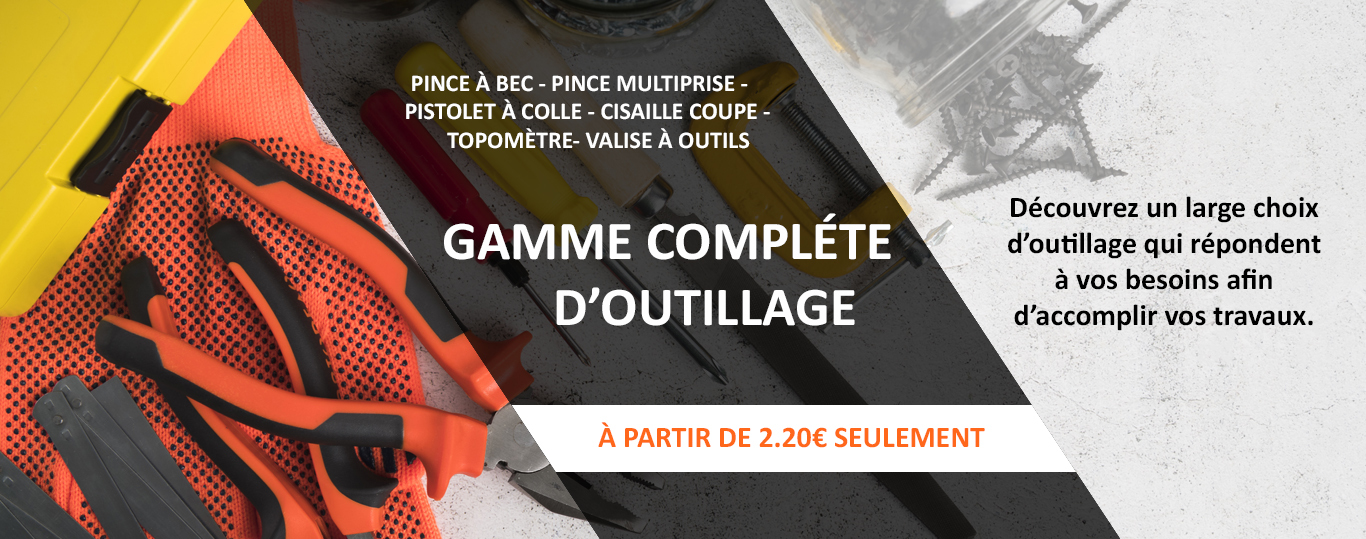 PINCE À BEC - PINCE MULTIPRISE -
PISTOLET À COLLE - CISAILLE COUPE -
TOPOMÈTRE- VALISE À OUTILS
GAMME COMPLÉTE
D’OUTILLAGE
À PARTIR DE 2.20€ SEULEMENT
Découvrez un large choix
d’outillage qui répondent
à vos besoins afin
d’accomplir vos travaux.